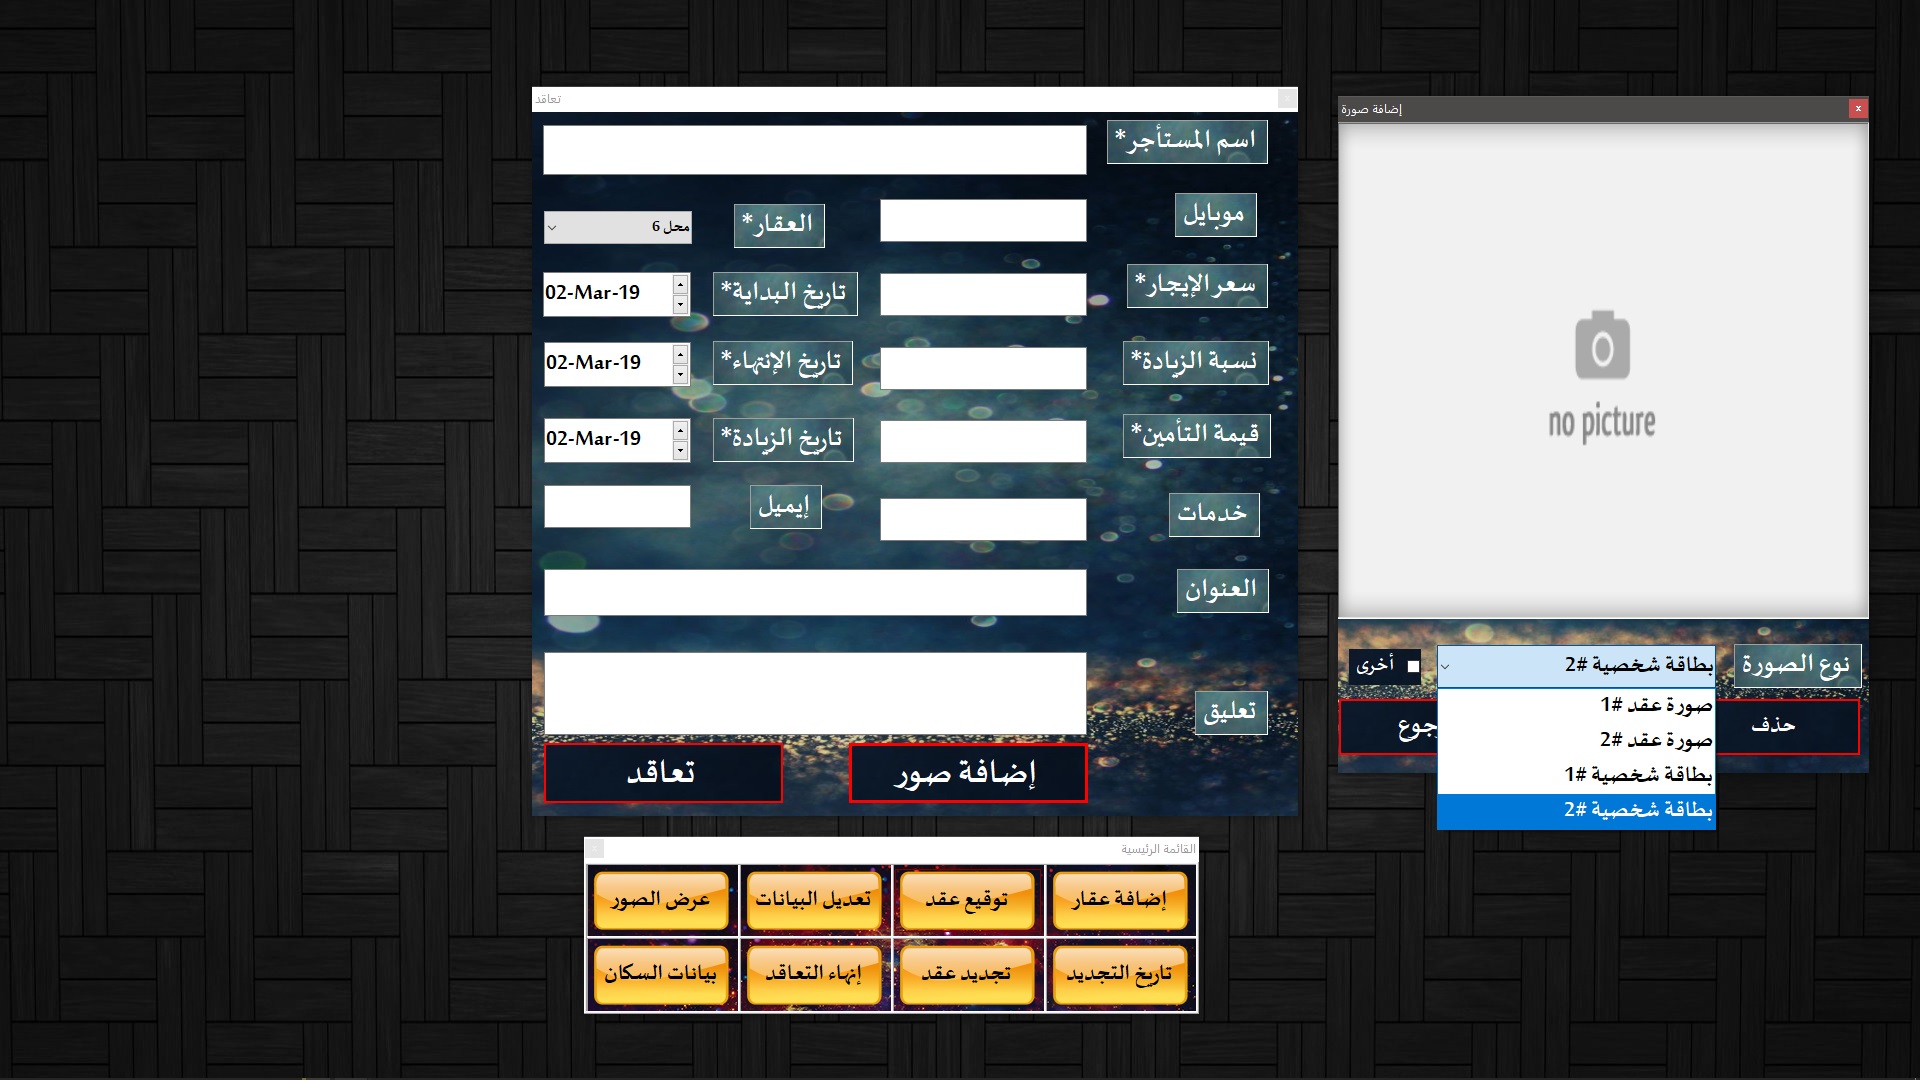 تعاقد
اسم المستأجر*
موبايل
العقار*
محل 6
سعر الإيجار*
تاريخ البداية*
02-Mar-19
نسبة الزيادة*
تاريخ الإنتهاء*
02-Mar-19
قيمة التأمين*
تاريخ الزيادة*
02-Mar-19
خدمات
إيميل
العنوان
تعليق
إضافة صور
تعاقد
إضافة صورة
no picture
نوع الصورة
بطاقة شخصية #2
أخرى
صورة عقد #1
صورة عقد #2
بطاقة شخصية #1
بطاقة شخصية #2
حذف
القائمة الرئيسية
إضافة عقار
توقيع عقد
تعديل البيانات
عرض الصور
تاريخ التجديد
تجديد عقد
إنهاء التعاقد
بيانات السكان